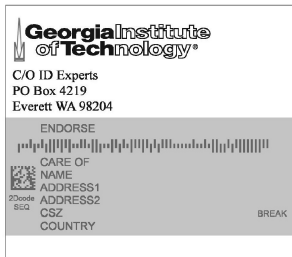 Georgia Institute
of Technology®
C/O ID Experts
PO Box 4219
Everett WA 98204
ENDORSE
CARE OF
NAME
ADDRESS1
2Dcode ADDRESS2
SEQ CSZ BREAK
COUNTRY